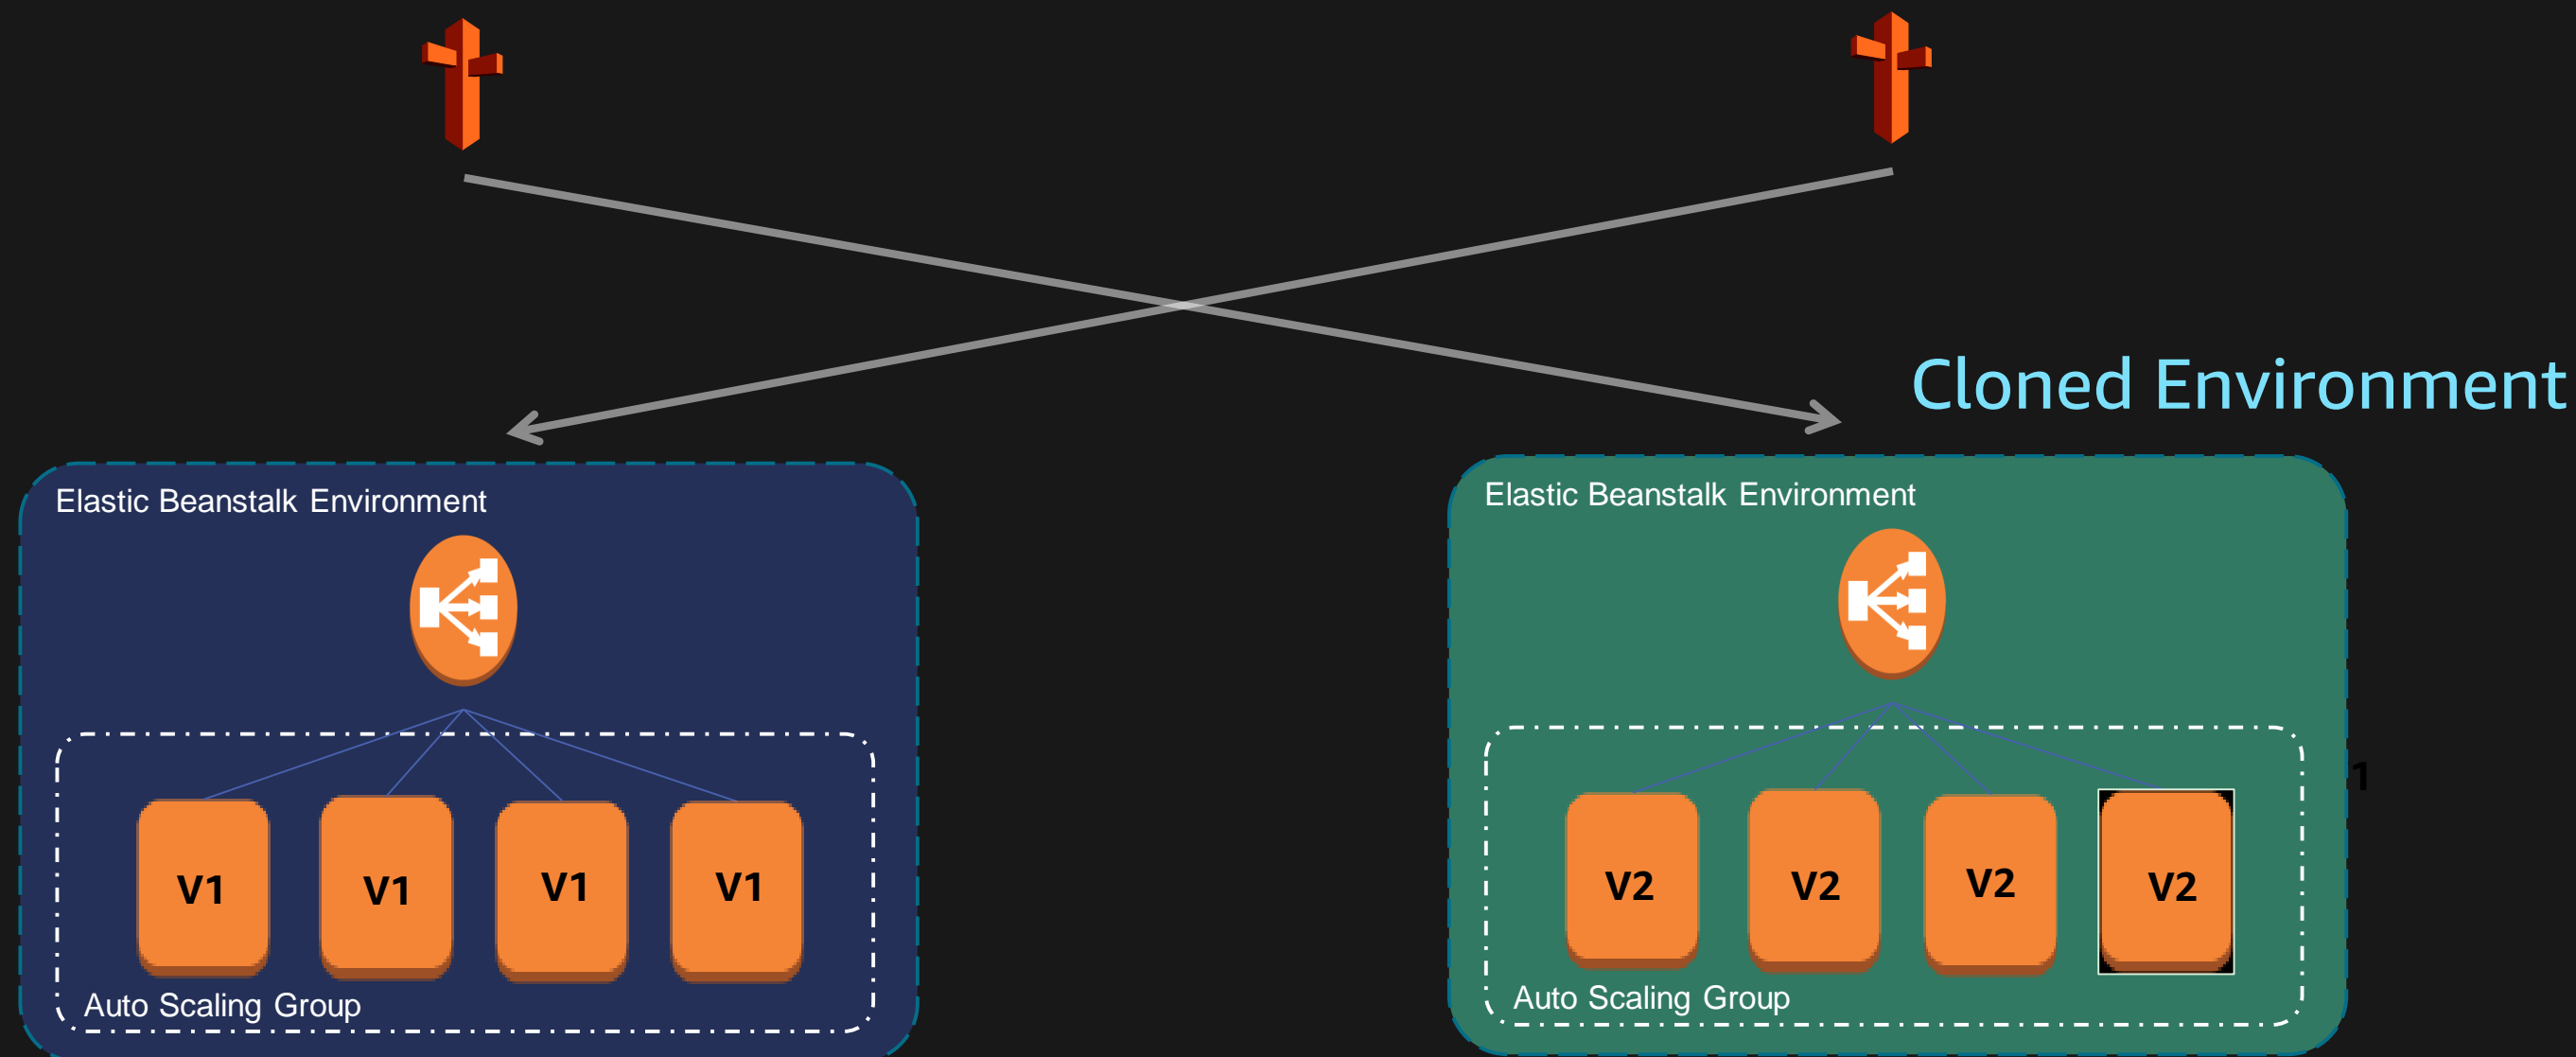 Cloned Environment
Elastic Beanstalk Environment
V1
V1
V1
V1
Auto Scaling Group
Elastic Beanstalk Environment
1
V2
V2
V2
V2
Auto Scaling Group